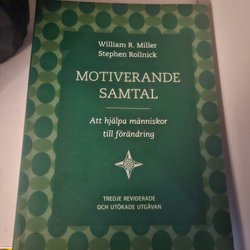 William R. Miller
Stephen Rollnick
MOTIVERANDE
SAMTAL
Att hjälpa människor
till förändring
TREDJE REVIDERADE
OCH UTÖKADE UTGÅVAN